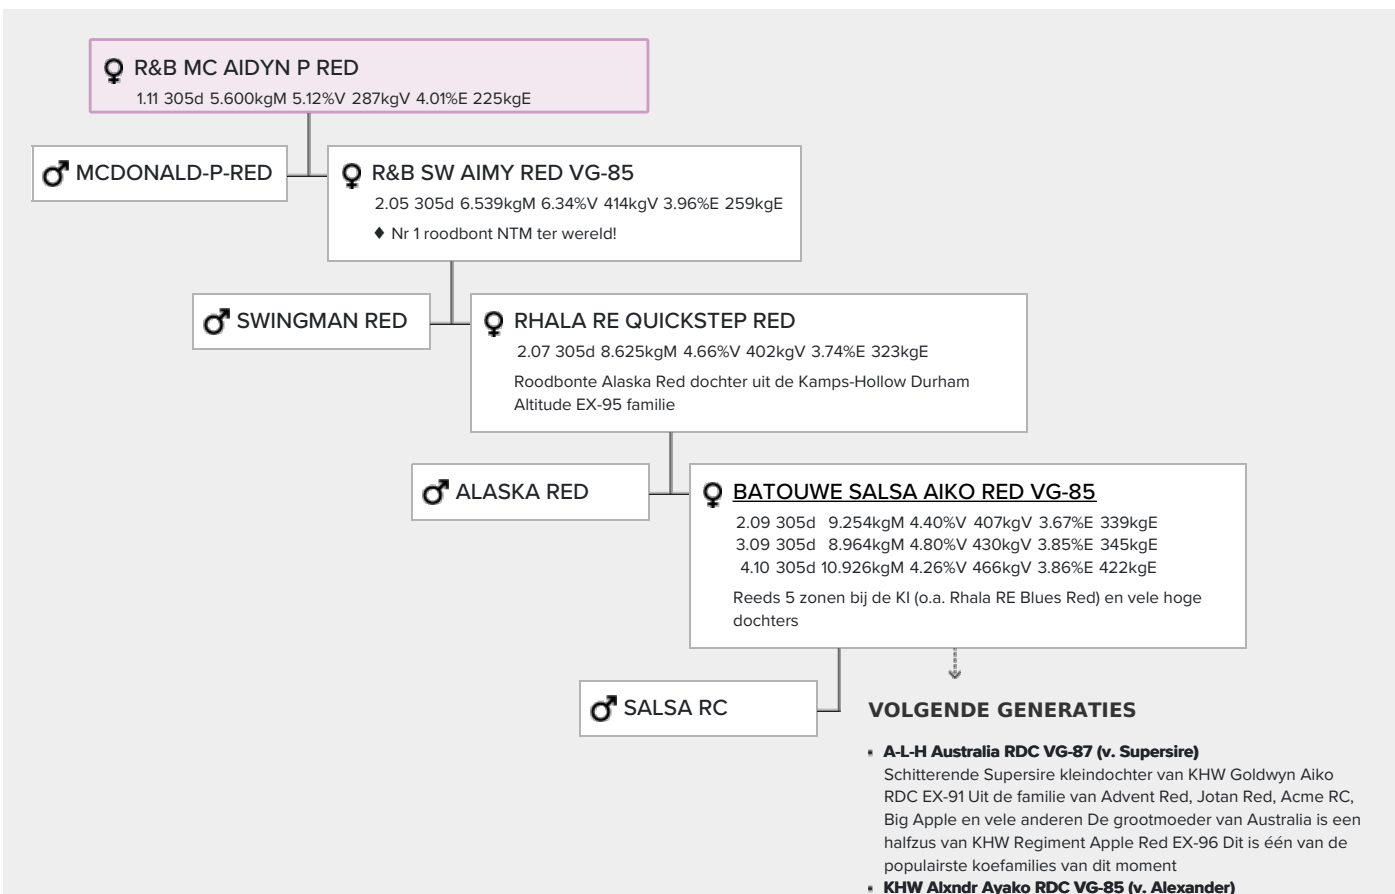 R&B MC AIDYN P RED
1.11 305d 5.600kgM 5.12%V 287kgV 4.01%E 225kgE
MCDONALD-P-RED
R&B SW AIMY RED VG-85
2.05 305d 6.539kgM 6.34%V 414kgV 3.96%E 259kgE
♦ Nr 1 roodbont NTM ter wereld!
SWINGMAN RED
RHALA RE QUICKSTEP RED
2.07 305d 8.625kgM 4.66%V 402kgV 3.74%E 323kgE
Roodbonte Alaska Red dochter uit de Kamps-Hollow Durham
Altitude EX-95 familie
ALASKA RED
BATOUWE SALSA AIKO RED VG-85
2.09 305d 9.254kgM 4.40%V 407kgV 3.67%E 339kgE
3.09 305d 8.964kgM 4.80%V 430kgV 3.85%E 345kgE
4.10 305d 10.926kgM 4.26%V 466kgV 3.86%E 422kgE
Reeds 5 zonen bij de KI (o.a. Rhala RE Blues Red) en vele hoge
dochters
SALSA RC
VOLGENDE GENERATIES
▪ A-L-H Australia RDC VG-87 (v. Supersire)
Schitterende Supersire kleindochter van KHW Goldwyn Aiko
RDC EX-91 Uit de familie van Advent Red, Jotan Red, Acme RC,
Big Apple en vele anderen De grootmoeder van Australia is een
halfzus van KHW Regiment Apple Red EX-96 Dit is één van de
populairste koefamilies van dit moment
▪ KHW Alxndr Ayako RDC VG-85 (v. Alexander)